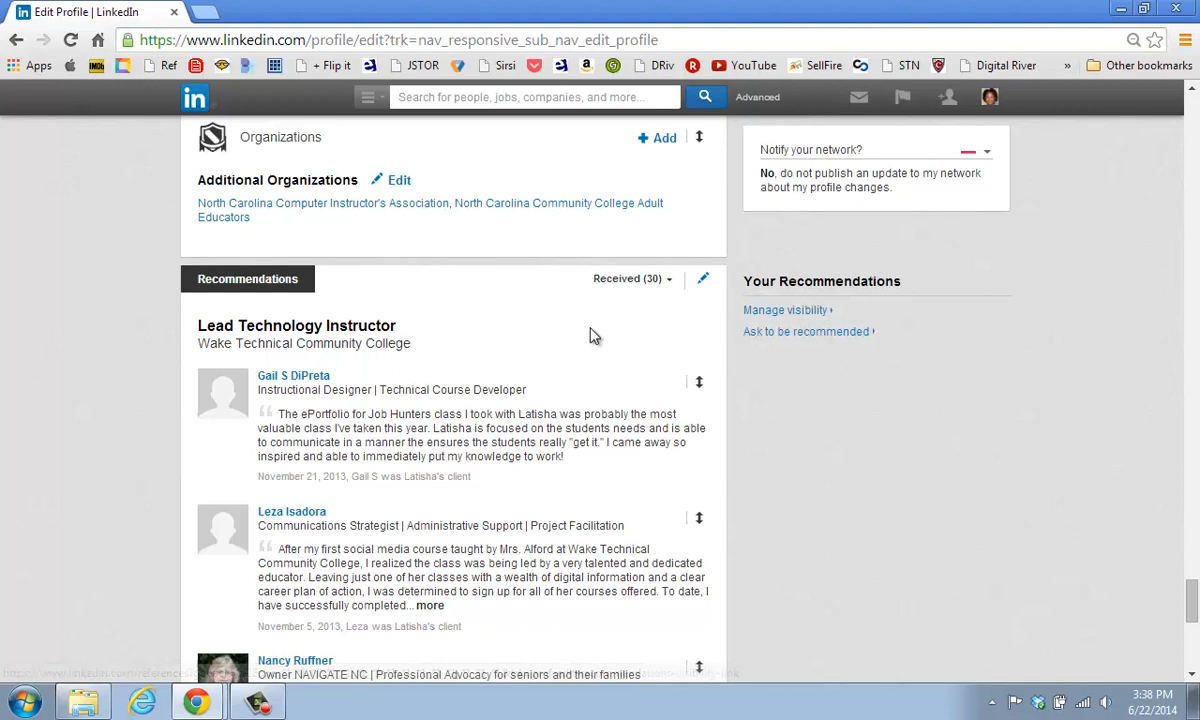 Edit Profile | LinkedIn
https://www.linkedin.com/profile/edit?trk=nav_responsive_sub_nav_edit_profile
Apps IMDb Ref + Flip it JSTOR Sirsi DRiv YouTube SellFire STN Digital River » Other bookmarks
in Search for people, jobs, companies, and more... Advanced
Organizations + Add
Additional Organizations Edit
North Carolina Computer Instructor's Association, North Carolina Community College Adult
Educators
Notify your network?
No, do not publish an update to my network
about my profile changes.
Recommendations Received (30)
Your Recommendations
Manage visibility
Ask to be recommended
Lead Technology Instructor
Wake Technical Community College
Gail S DiPreta
Instructional Designer | Technical Course Developer
“ The ePortfolio for Job Hunters class I took with Latisha was probably the most
valuable class I've taken this year. Latisha is focused on the students needs and is able
to communicate in a manner the ensures the students really "get it." I came away so
inspired and able to immediately put my knowledge to work!
November 21, 2013, Gail S was Latisha's client
Leza Isadora
Communications Strategist | Administrative Support | Project Facilitation
“ After my first social media course taught by Mrs. Alford at Wake Technical
Community College, I realized the class was being led by a very talented and dedicated
educator. Leaving just one of her classes with a wealth of digital information and a clear
career plan of action, I was determined to sign up for all of her courses offered. To date, I
have successfully completed... more
November 5, 2013, Leza was Latisha's client
Nancy Ruffner
Owner NAVIGATE NC | Professional Advocacy for seniors and their families
3:38 PM
6/22/2014